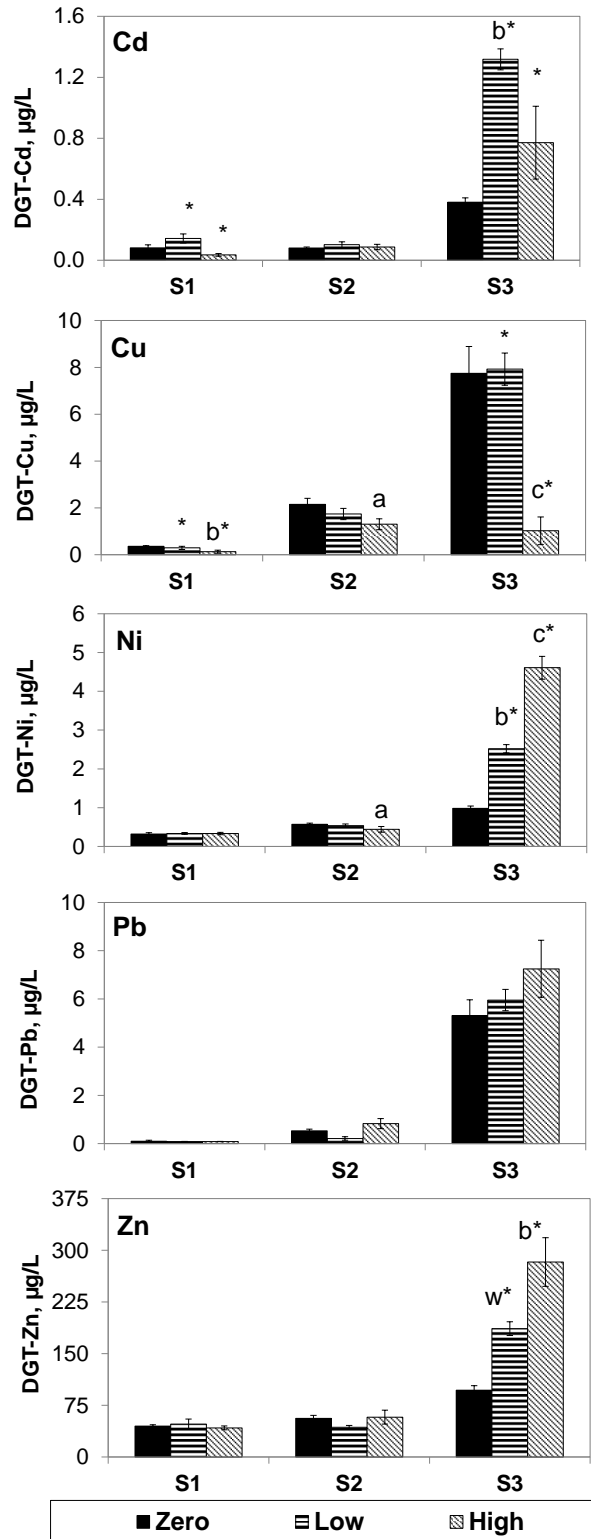 1.6
Cd
b*
*
1.2
DGT-Cd, µg/L
0.8
0.4
*
*
0.0
S1 S2 S3
10
Cu
*
8
DGT-Cu, µg/L
6
4
c*
2
a
* b*
0
S1 S2 S3
6
Ni
c*
5
DGT-Ni, µg/L
4
b*
3
2
1
a
0
S1 S2 S3
10
Pb
8
DGT-Pb, µg/L
6
4
2
0
S1 S2 S3
375
Zn
b*
300
DGT-Zn, µg/L
w*
225
150
75
0
S1 S2 S3
Zero Low High